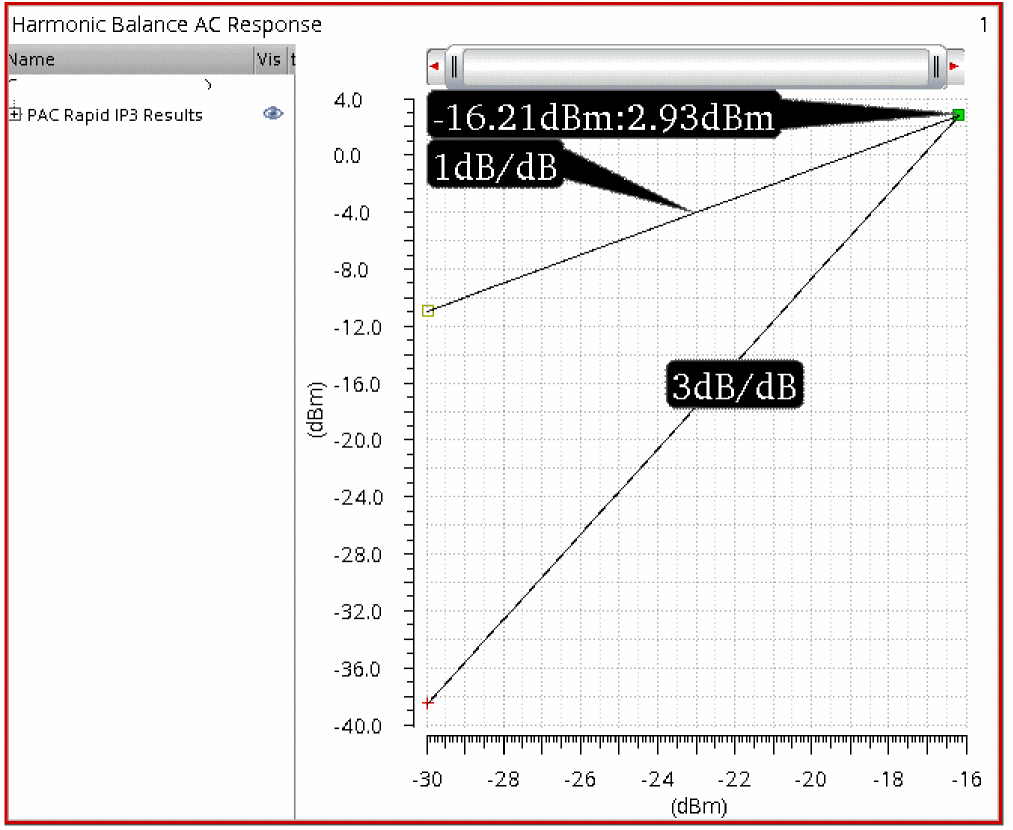 Harmonic Balance AC Response 1
Name Vis
PAC Rapid IP3 Results
-16.21dBm:2.93dBm
1dB/dB
3dB/dB
4.0
0.0
-4.0
-8.0
-12.0
-16.0
-20.0
-24.0
-28.0
-32.0
-36.0
-40.0
(dBm)
-30 -28 -26 -24 -22 -20 -18 -16
(dBm)